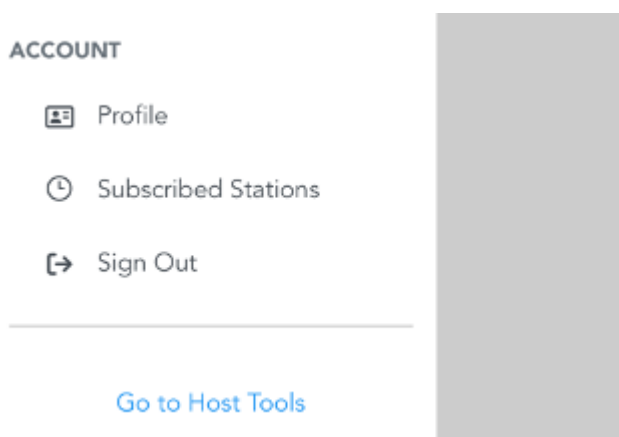 ACCOUNT
Profile
Subscribed Stations
Sign Out
Go to Host Tools